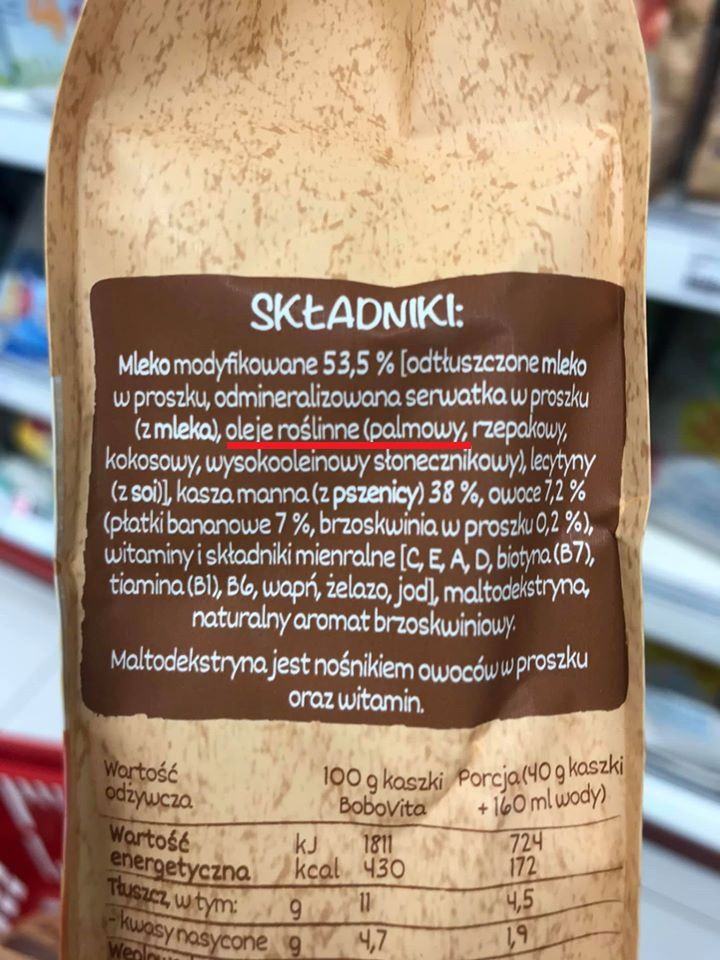 SKŁADNIKI:
Mleko modyfikowane 53,5 % [odtłuszczone mleko
w proszku, odmineralizowana serwatka w proszku
(z mleka), oleje roślinne (palmowy, rzepakowy,
kokosowy, wysokooleinowy słonecznikowy), lecytyny
(z soi)], kasza manna (z pszenicy) 38 %, owoce 7,2 %
(płatki bananowe 7 %, brzoskwinia w proszku 0,2 %),
witaminy i składniki mienralne [C, E, A, D, biotyna (B7),
tiamina (B1), B6, wapń, żelazo, jod], maltodekstryna,
naturalny aromat brzoskwiniowy.
Maltodekstryna jest nośnikiem owoców w proszku
oraz witamin.
Wartość odżywcza 100 g kaszki BoboVita Porcja (40 g kaszki + 160 ml wody)
Wartość energetyczna kJ 1811 724
kcal 430 172
Tłuszcz, w tym: g 11 4,5
- kwasy nasycone g 4,7 1,9